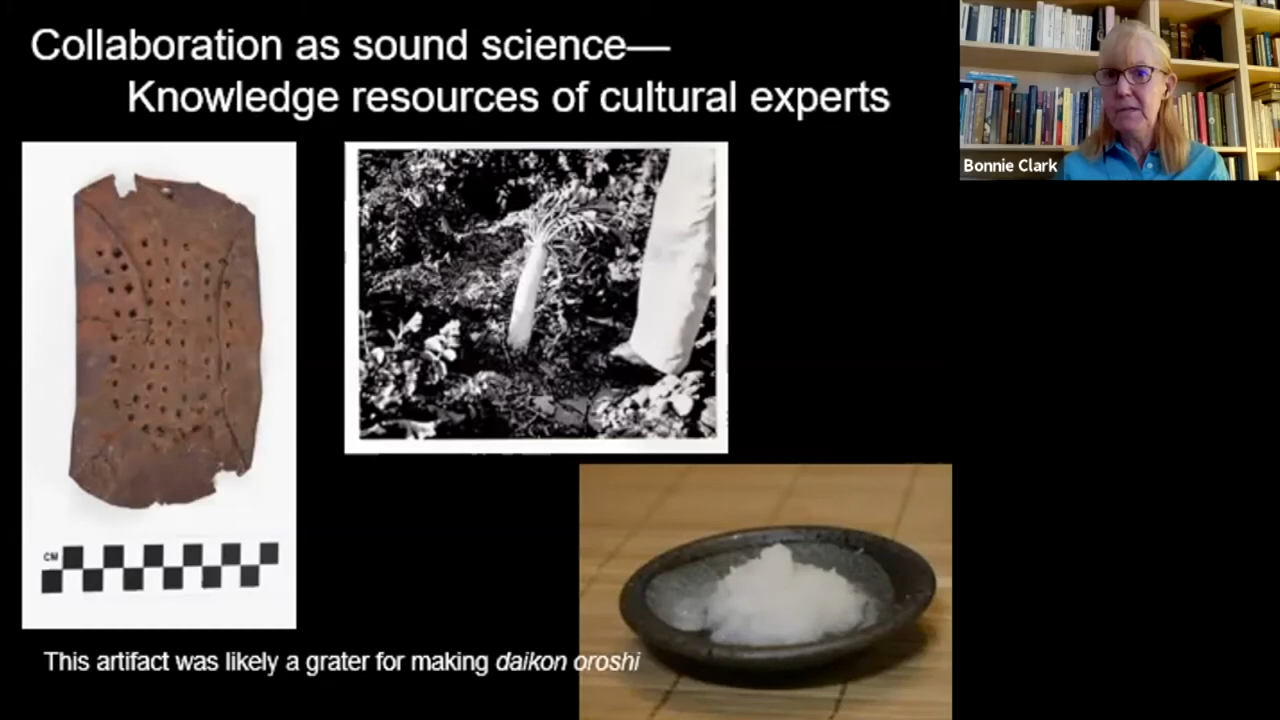 Collaboration as sound science—
Knowledge resources of cultural experts
Bonnie Clark
CM
This artifact was likely a grater for making daikon oroshi